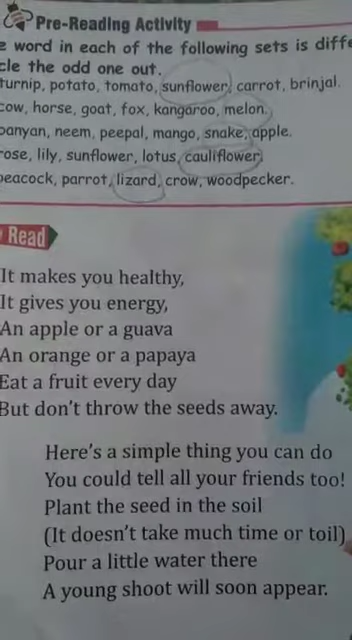 Pre-Reading Activity
word in each of the following sets is diffe
cle the odd one out.
turnip, potato, tomato, sunflower, carrot, brinjal.
cow, horse, goat, fox, kangaroo, melon.
banyan, neem, peepal, mango, snake, apple.
rose, lily, sunflower, lotus, cauliflower.
peacock, parrot, lizard, crow, woodpecker.
Read
It makes you healthy,
It gives you energy,
An apple or a guava
An orange or a papaya
Eat a fruit every day
But don't throw the seeds away.
Here's a simple thing you can do
You could tell all your friends too!
Plant the seed in the soil
(It doesn't take much time or toil)
Pour a little water there
A young shoot will soon appear.